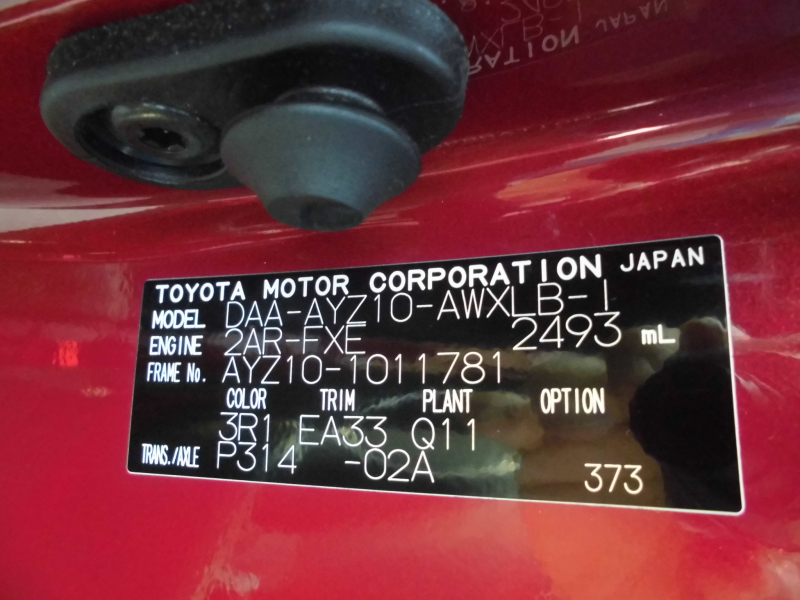 TOYOTA MOTOR CORPORATION JAPAN
MODEL DAA-AYZ10-AWXLB-1
ENGINE 2AR-FXE 2493 mL
FRAME No. AYZ10-1011781
COLOR TRIM PLANT OPTION
3R1 EA33 Q11
TRANS./AXLE P314 -02A 373